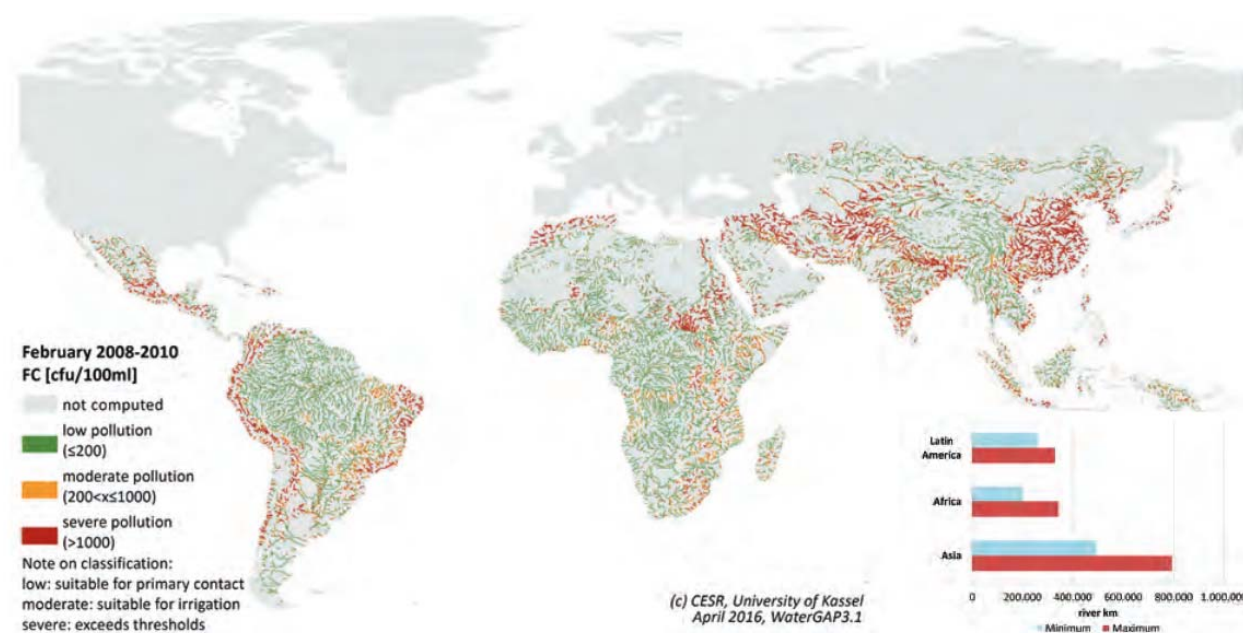 February 2008-2010
FC [cfu/100ml]
not computed
low pollution
(≤200)
moderate pollution
(200<x≤1000)
severe pollution
(>1000)
Note on classification:
low: suitable for primary contact
moderate: suitable for irrigation
severe: exceeds thresholds
(c) CESR, University of Kassel
April 2016, WaterGAP3.1
Latin
America
Africa
Asia
0 200.000 400.000 600.000 800.000 1.000.000
river km
Minimum Maximum